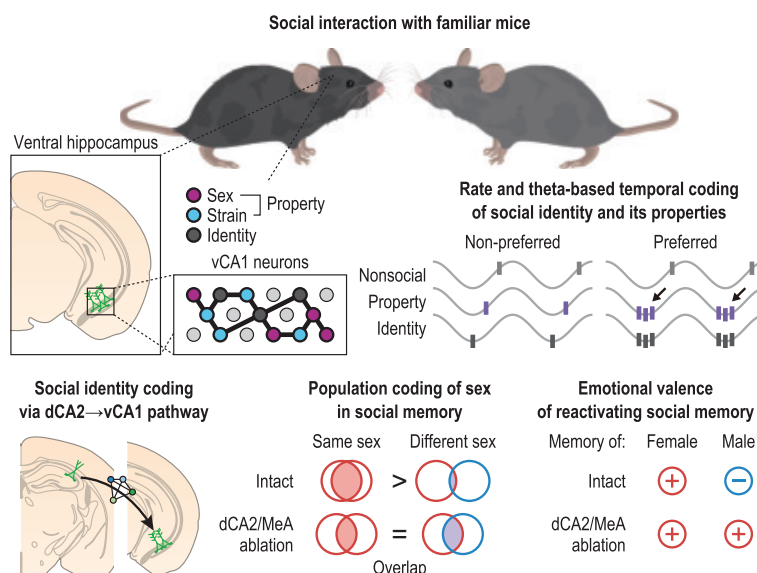 Social interaction with familiar mice
Ventral hippocampus
Sex
Strain
Property
Identity
vCA1 neurons
Rate and theta-based temporal coding
of social identity and its properties
Non-preferred Preferred
Nonsocial
Property
Identity
Social identity coding
via dCA2→vCA1 pathway
Population coding of sex
in social memory
Same sex Different sex
Intact >
dCA2/MeA =
ablation
Overlap
Emotional valence
of reactivating social memory
Memory of: Female Male
Intact + −
dCA2/MeA + +
ablation